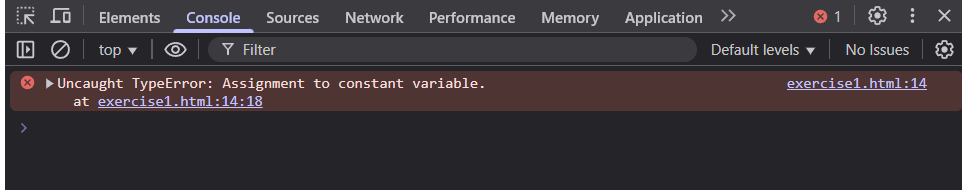 Elements Console Sources Network Performance Memory Application 1
top Filter Default levels No Issues
Uncaught TypeError: Assignment to constant variable. exercise1.html:14
at exercise1.html:14:18